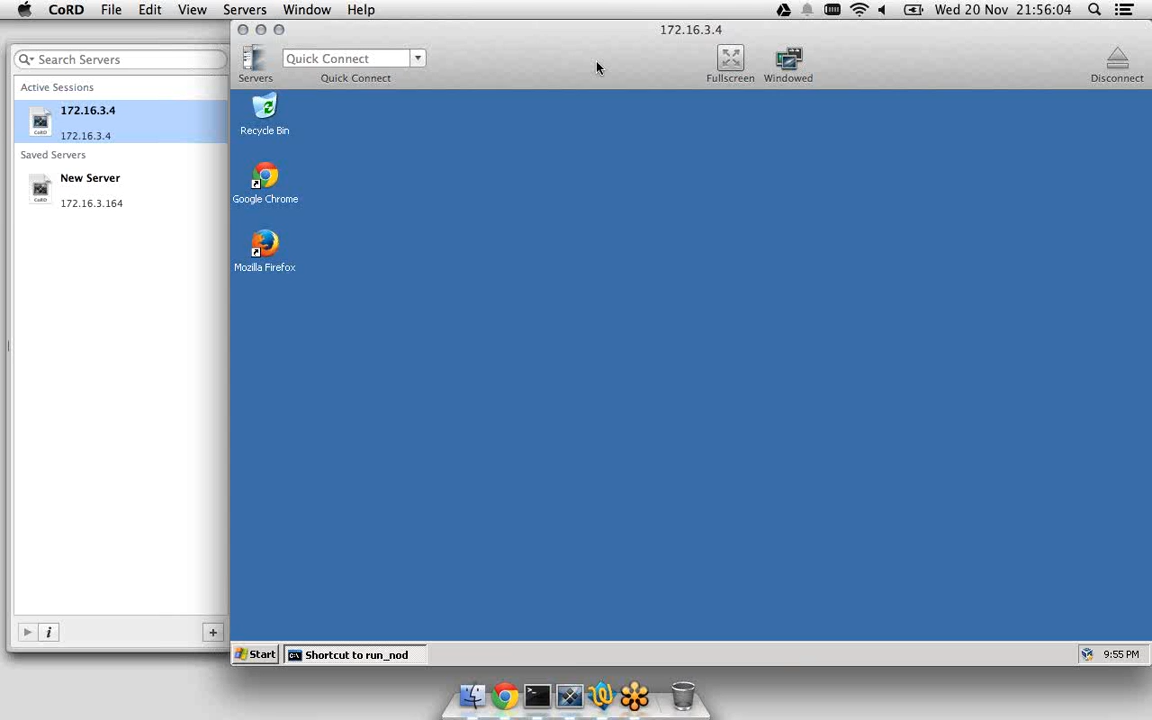 CoRD File Edit View Servers Window Help
Wed 20 Nov 21:56:04
172.16.3.4
Search Servers
Active Sessions
172.16.3.4
172.16.3.4
Saved Servers
New Server
172.16.3.164
Servers
Quick Connect
Quick Connect
Fullscreen
Windowed
Disconnect
Recycle Bin
Google Chrome
Mozilla Firefox
Start
Shortcut to run_nod
9:55 PM